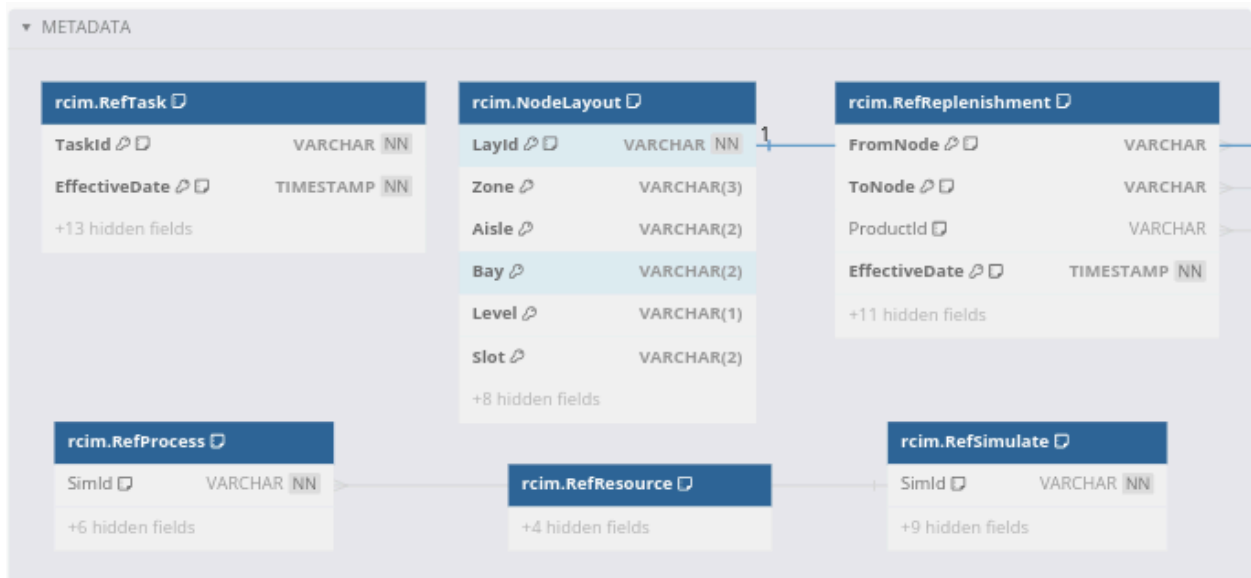 METADATA
rcim.RefTask
TaskId VARCHAR NN
EffectiveDate TIMESTAMP NN
+13 hidden fields
rcim.NodeLayout
LayId VARCHAR NN
Zone VARCHAR(3)
Aisle VARCHAR(2)
Bay VARCHAR(2)
Level VARCHAR(1)
Slot VARCHAR(2)
+8 hidden fields
1
rcim.RefReplenishment
FromNode VARCHAR
ToNode VARCHAR
ProductId VARCHAR
EffectiveDate TIMESTAMP NN
+11 hidden fields
rcim.RefProcess
SimId VARCHAR NN
+6 hidden fields
rcim.RefResource
+4 hidden fields
rcim.RefSimulate
SimId VARCHAR NN
+9 hidden fields